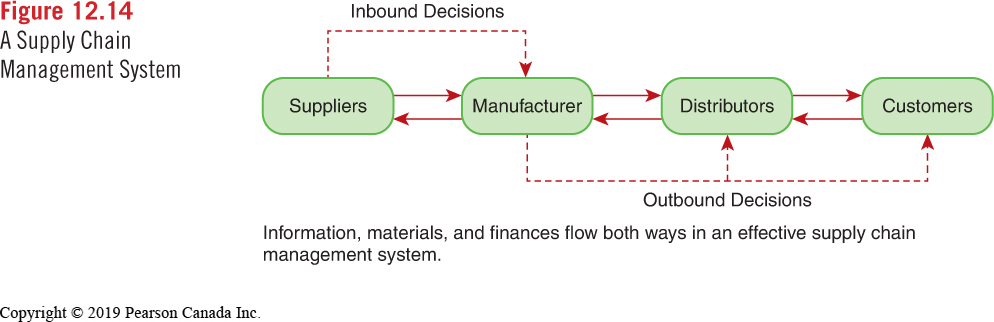 Figure 12.14
A Supply Chain
Management System
Inbound Decisions
Suppliers
Manufacturer
Distributors
Customers
Outbound Decisions
Information, materials, and finances flow both ways in an effective supply chain
management system.
Copyright © 2019 Pearson Canada Inc.